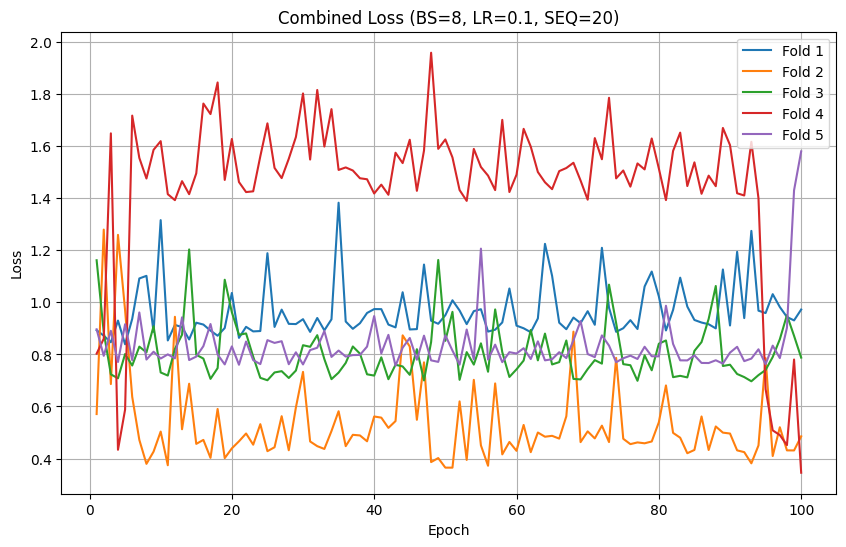 Combined Loss (BS=8, LR=0.1, SEQ=20)
Loss
2.0
1.8
1.6
1.4
1.2
1.0
0.8
0.6
0.4
Fold 1
Fold 2
Fold 3
Fold 4
Fold 5
0
20
40
60
80
100
Epoch